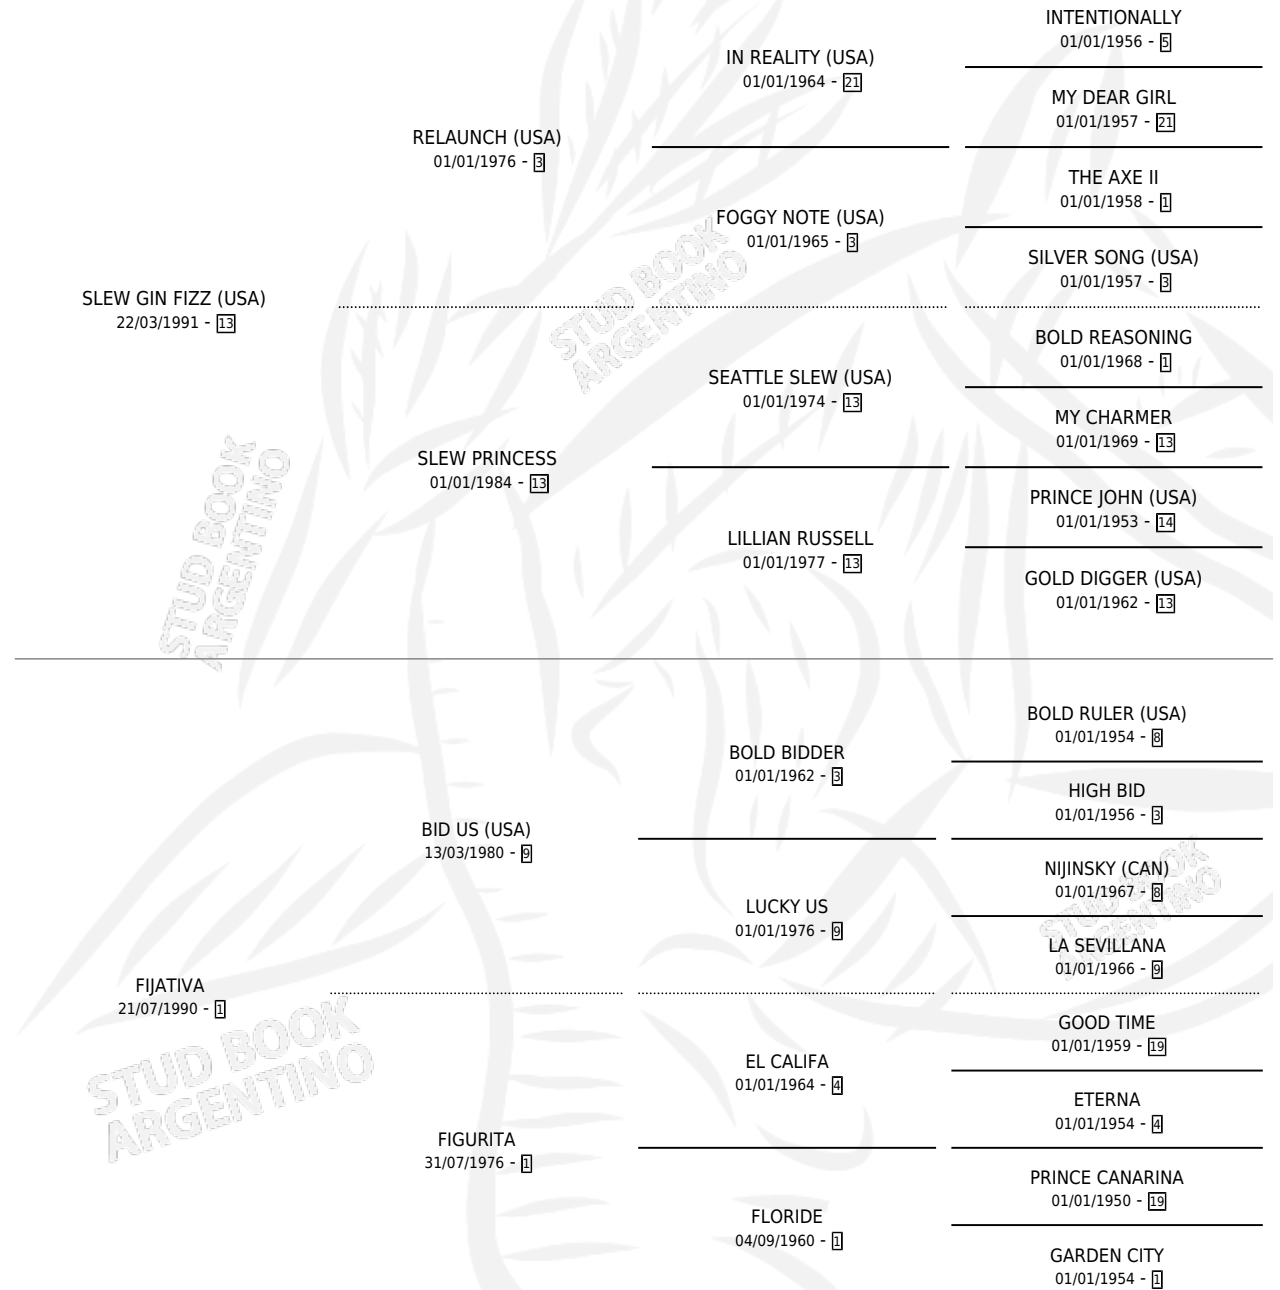 INTENTIONALLY
01/01/1956 - 5
IN REALITY (USA)
01/01/1964 - 21
MY DEAR GIRL
01/01/1957 - 21
RELAUNCH (USA)
01/01/1976 - 3
THE AXE II
01/01/1958 - 1
FOGGY NOTE (USA)
01/01/1965 - 3
SILVER SONG (USA)
01/01/1957 - 3
SLEW GIN FIZZ (USA)
22/03/1991 - 13
STUD BOOK
ARGENTINO
BOLD REASONING
01/01/1968 - 1
SEATTLE SLEW (USA)
01/01/1974 - 13
MY CHARMER
01/01/1969 - 13
SLEW PRINCESS
01/01/1984 - 13
PRINCE JOHN (USA)
01/01/1953 - 14
LILLIAN RUSSELL
01/01/1977 - 13
GOLD DIGGER (USA)
01/01/1962 - 13
STUD BOOK
ARGENTINO
BOLD RULER (USA)
01/01/1954 - 8
BOLD BIDDER
01/01/1962 - 3
HIGH BID
01/01/1956 - 3
BID US (USA)
13/03/1980 - 9
NIJINSKY (CAN)
01/01/1967 - 8
LUCKY US
01/01/1976 - 9
STUD BOOK
ARGENTINO
LA SEVILLANA
01/01/1966 - 9
FIJATIVA
21/07/1990 - 1
STUD BOOK
ARGENTINO
GOOD TIME
01/01/1959 - 19
EL CALIFA
01/01/1964 - 4
ETERNA
01/01/1954 - 4
FIGURITA
31/07/1976 - 1
PRINCE CANARINA
01/01/1950 - 19
FLORIDE
04/09/1960 - 1
GARDEN CITY
01/01/1954 - 1